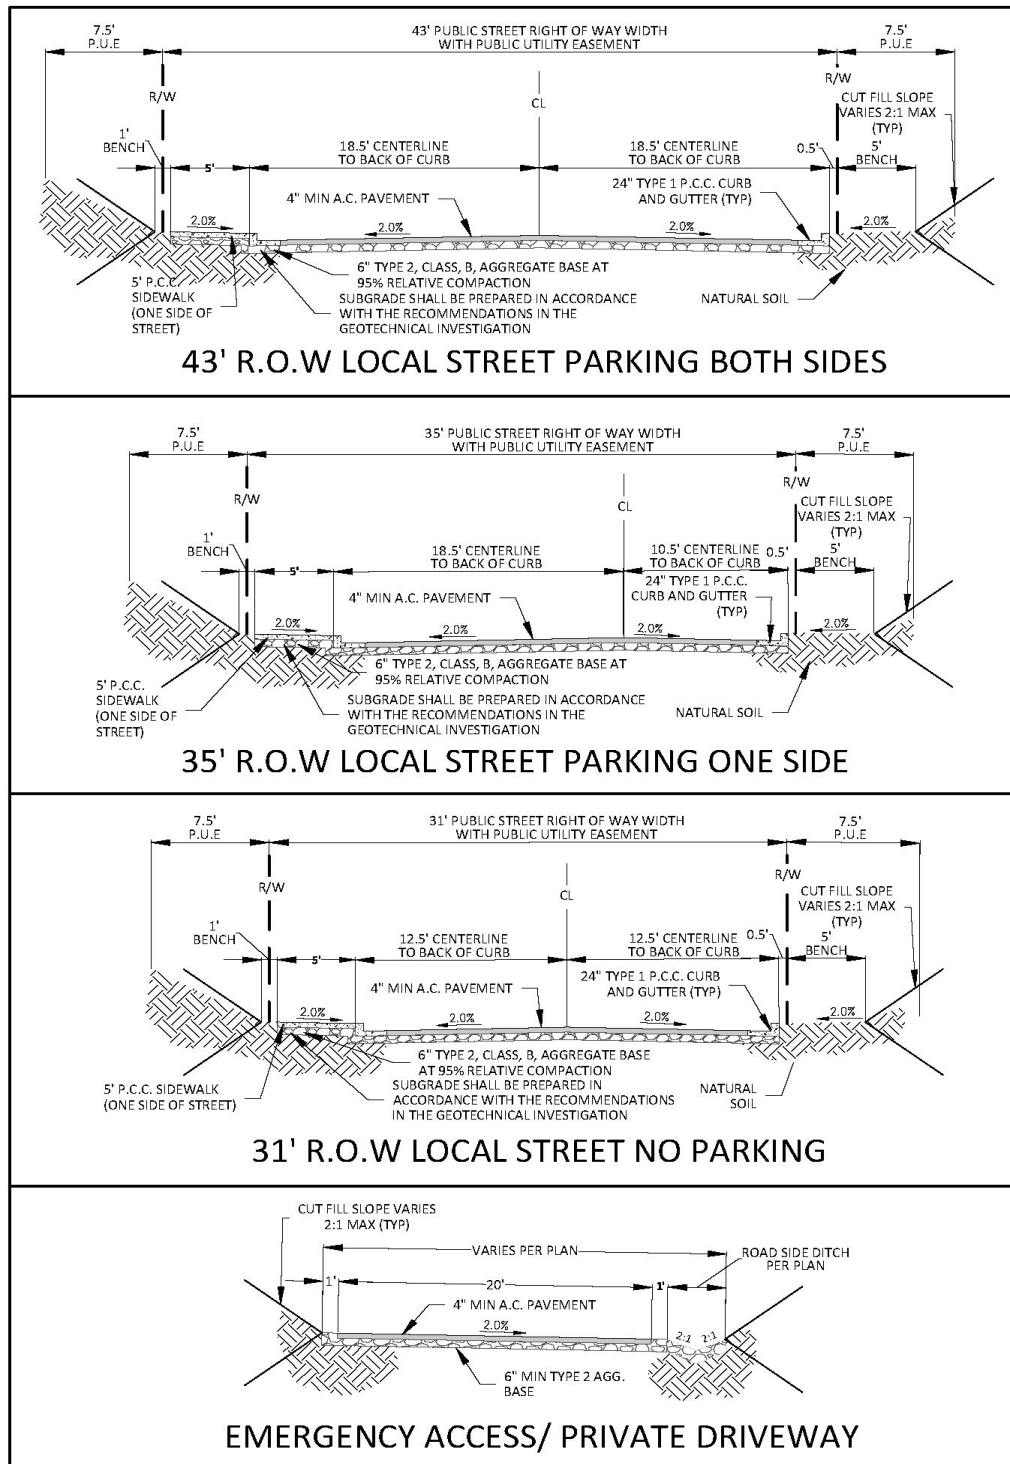 7.5'
P.U.E
43' PUBLIC STREET RIGHT OF WAY WIDTH
WITH PUBLIC UTILITY EASEMENT
7.5'
P.U.E
R/W
CL
R/W
CUT FILL SLOPE
VARIES 2:1 MAX
(TYP)
1'
BENCH
5'
18.5' CENTERLINE
TO BACK OF CURB
18.5' CENTERLINE
TO BACK OF CURB
0.5'
5'
BENCH
4" MIN A.C. PAVEMENT
24" TYPE 1 P.C.C. CURB
AND GUTTER (TYP)
2.0%
2.0%
2.0%
2.0%
5' P.C.C.
SIDEWALK
(ONE SIDE OF
STREET)
6" TYPE 2, CLASS, B, AGGREGATE BASE AT
95% RELATIVE COMPACTION
SUBGRADE SHALL BE PREPARED IN ACCORDANCE
WITH THE RECOMMENDATIONS IN THE
GEOTECHNICAL INVESTIGATION
NATURAL SOIL
43' R.O.W LOCAL STREET PARKING BOTH SIDES
7.5'
P.U.E
35' PUBLIC STREET RIGHT OF WAY WIDTH
WITH PUBLIC UTILITY EASEMENT
7.5'
P.U.E
R/W
CL
R/W
CUT FILL SLOPE
VARIES 2:1 MAX
(TYP)
1'
BENCH
5'
18.5' CENTERLINE
TO BACK OF CURB
10.5' CENTERLINE
TO BACK OF CURB
0.5'
5'
BENCH
4" MIN A.C. PAVEMENT
24" TYPE 1 P.C.C.
CURB AND GUTTER
(TYP)
2.0%
2.0%
2.0%
2.0%
5' P.C.C.
SIDEWALK
(ONE SIDE OF
STREET)
6" TYPE 2, CLASS, B, AGGREGATE BASE AT
95% RELATIVE COMPACTION
SUBGRADE SHALL BE PREPARED IN ACCORDANCE
WITH THE RECOMMENDATIONS IN THE
GEOTECHNICAL INVESTIGATION
NATURAL SOIL
35' R.O.W LOCAL STREET PARKING ONE SIDE
7.5'
P.U.E
31' PUBLIC STREET RIGHT OF WAY WIDTH
WITH PUBLIC UTILITY EASEMENT
7.5'
P.U.E
R/W
CL
R/W
CUT FILL SLOPE
VARIES 2:1 MAX
(TYP)
1'
BENCH
5'
12.5' CENTERLINE
TO BACK OF CURB
12.5' CENTERLINE
TO BACK OF CURB
0.5'
5'
BENCH
4" MIN A.C. PAVEMENT
24" TYPE 1 P.C.C. CURB
AND GUTTER (TYP)
2.0%
2.0%
2.0%
2.0%
5' P.C.C. SIDEWALK
(ONE SIDE OF STREET)
6" TYPE 2, CLASS, B, AGGREGATE BASE
AT 95% RELATIVE COMPACTION
SUBGRADE SHALL BE PREPARED IN
ACCORDANCE WITH THE RECOMMENDATIONS
IN THE GEOTECHNICAL INVESTIGATION
NATURAL
SOIL
31' R.O.W LOCAL STREET NO PARKING
CUT FILL SLOPE VARIES
2:1 MAX (TYP)
VARIES PER PLAN
ROAD SIDE DITCH
PER PLAN
1'
20'
1'
4" MIN A.C. PAVEMENT
2.0%
2:1
2:1
6" MIN TYPE 2 AGG.
BASE
EMERGENCY ACCESS/ PRIVATE DRIVEWAY